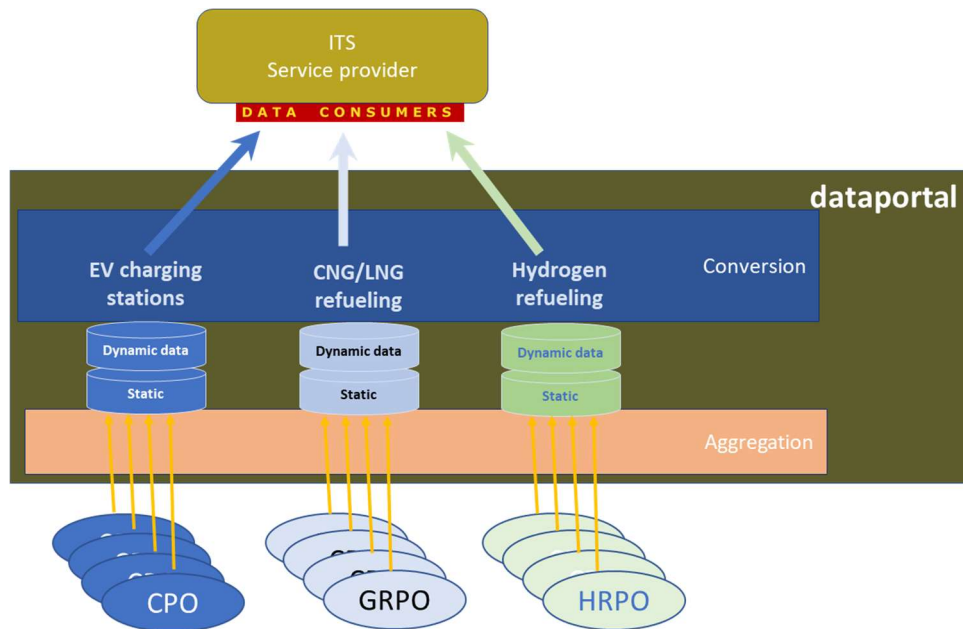 ITS
Service provider
DATA CONSUMERS
dataportal
EV charging
stations
CNG/LNG
refueling
Hydrogen
refueling
Conversion
Dynamic data
Dynamic data
Dynamic data
Static
Static
Static
Aggregation
CPO
GRPO
HRPO